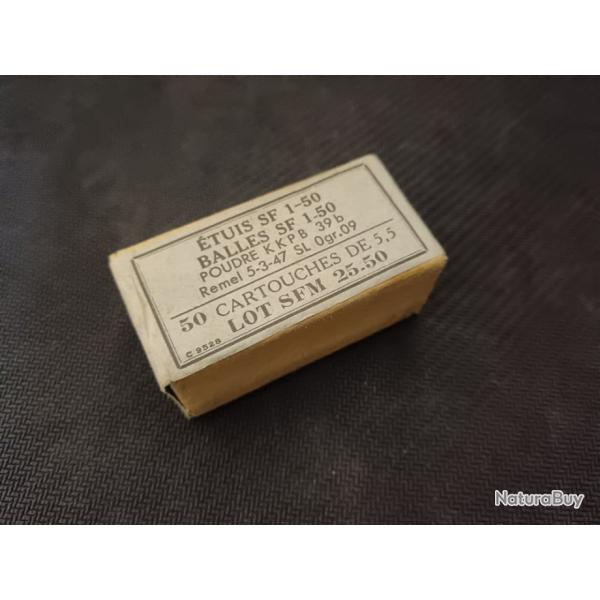 ÉTUIS SF 1-50
BALLES SF 1-50
POUDRE K K P B 39 b
Remel 5-3-47 SL 0gr.09
50 CARTOUCHES DE 5,5
LOT SFM 25.50
C 9528
NaturaBuy